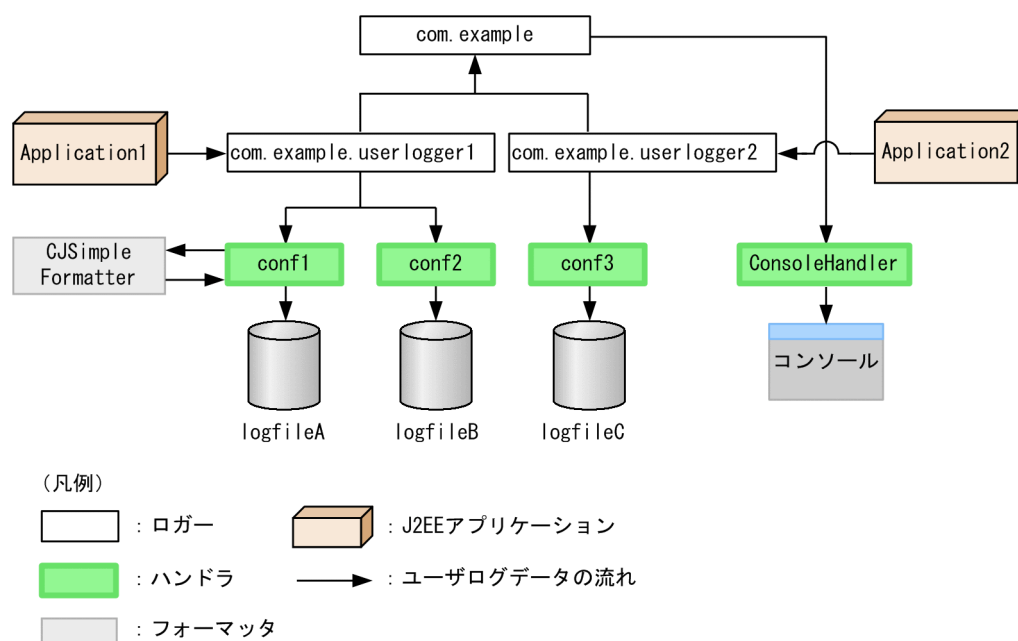 com.example
Application1
com.example.userlogger1
com.example.userlogger2
Application2
CJSimple
Formatter
conf1
conf2
conf3
ConsoleHandler
コンソール
logfileA
logfileB
logfileC
（凡例）
：ロガー
：J2EEアプリケーション
：ハンドラ
：ユーザログデータの流れ
：フォーマッタ